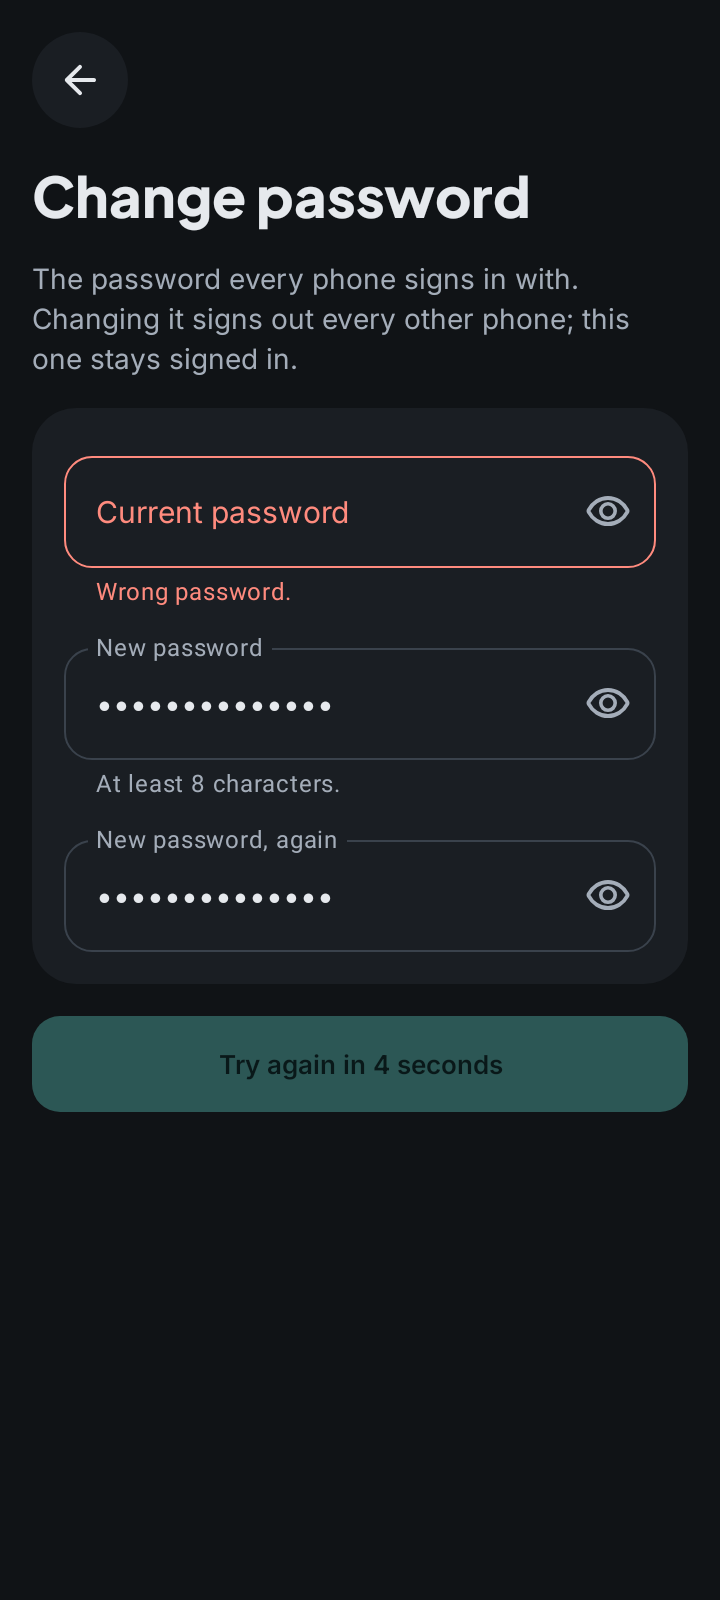 Change password
The password every phone signs in with.
Changing it signs out every other phone; this
one stays signed in.
Current password
Wrong password.
New password
••••••••••••••
At least 8 characters.
New password, again
••••••••••••••
Try again in 4 seconds